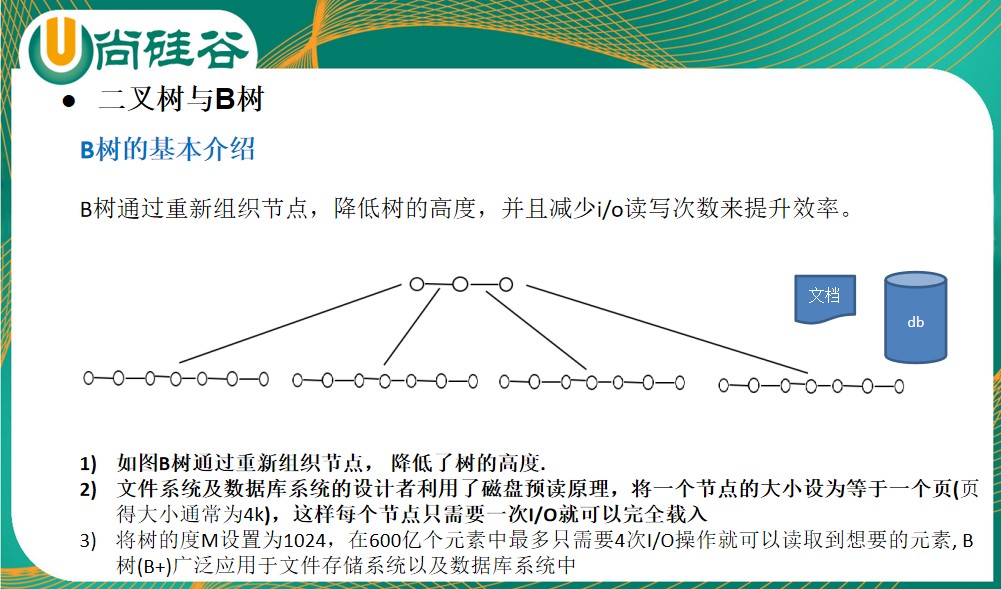 尚硅谷
● 二叉树与B树
B树的基本介绍
B树通过重新组织节点，降低树的高度，并且减少i/o读写次数来提升效率。
文档
db
1) 如图B树通过重新组织节点， 降低了树的高度.
2) 文件系统及数据库系统的设计者利用了磁盘预读原理，将一个节点的大小设为等于一个页(页
得大小通常为4k)，这样每个节点只需要一次I/O就可以完全载入
3) 将树的度M设置为1024，在600亿个元素中最多只需要4次I/O操作就可以读取到想要的元素, B
树(B+)广泛应用于文件存储系统以及数据库系统中